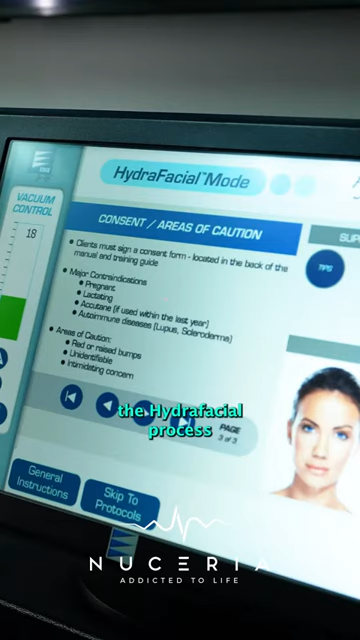 HydraFacial™ Mode
VACUUM
CONTROL
18
CONSENT / AREAS OF CAUTION
• Clients must sign a consent form - located in the back of the
manual and training guide
• Major Contraindications
• Pregnant
• Lactating
• Accutane (if used within the last year)
• Autoimmune diseases (Lupus, Scleroderma)
• Areas of Caution:
• Red or raised bumps
• Unidentifiable
• Intimidating concern
TIPS
the Hydrafacial
process
PAGE
3 of 3
General
Instructions
Skip To
Protocols
NUCERIA
ADDICTED TO LIFE